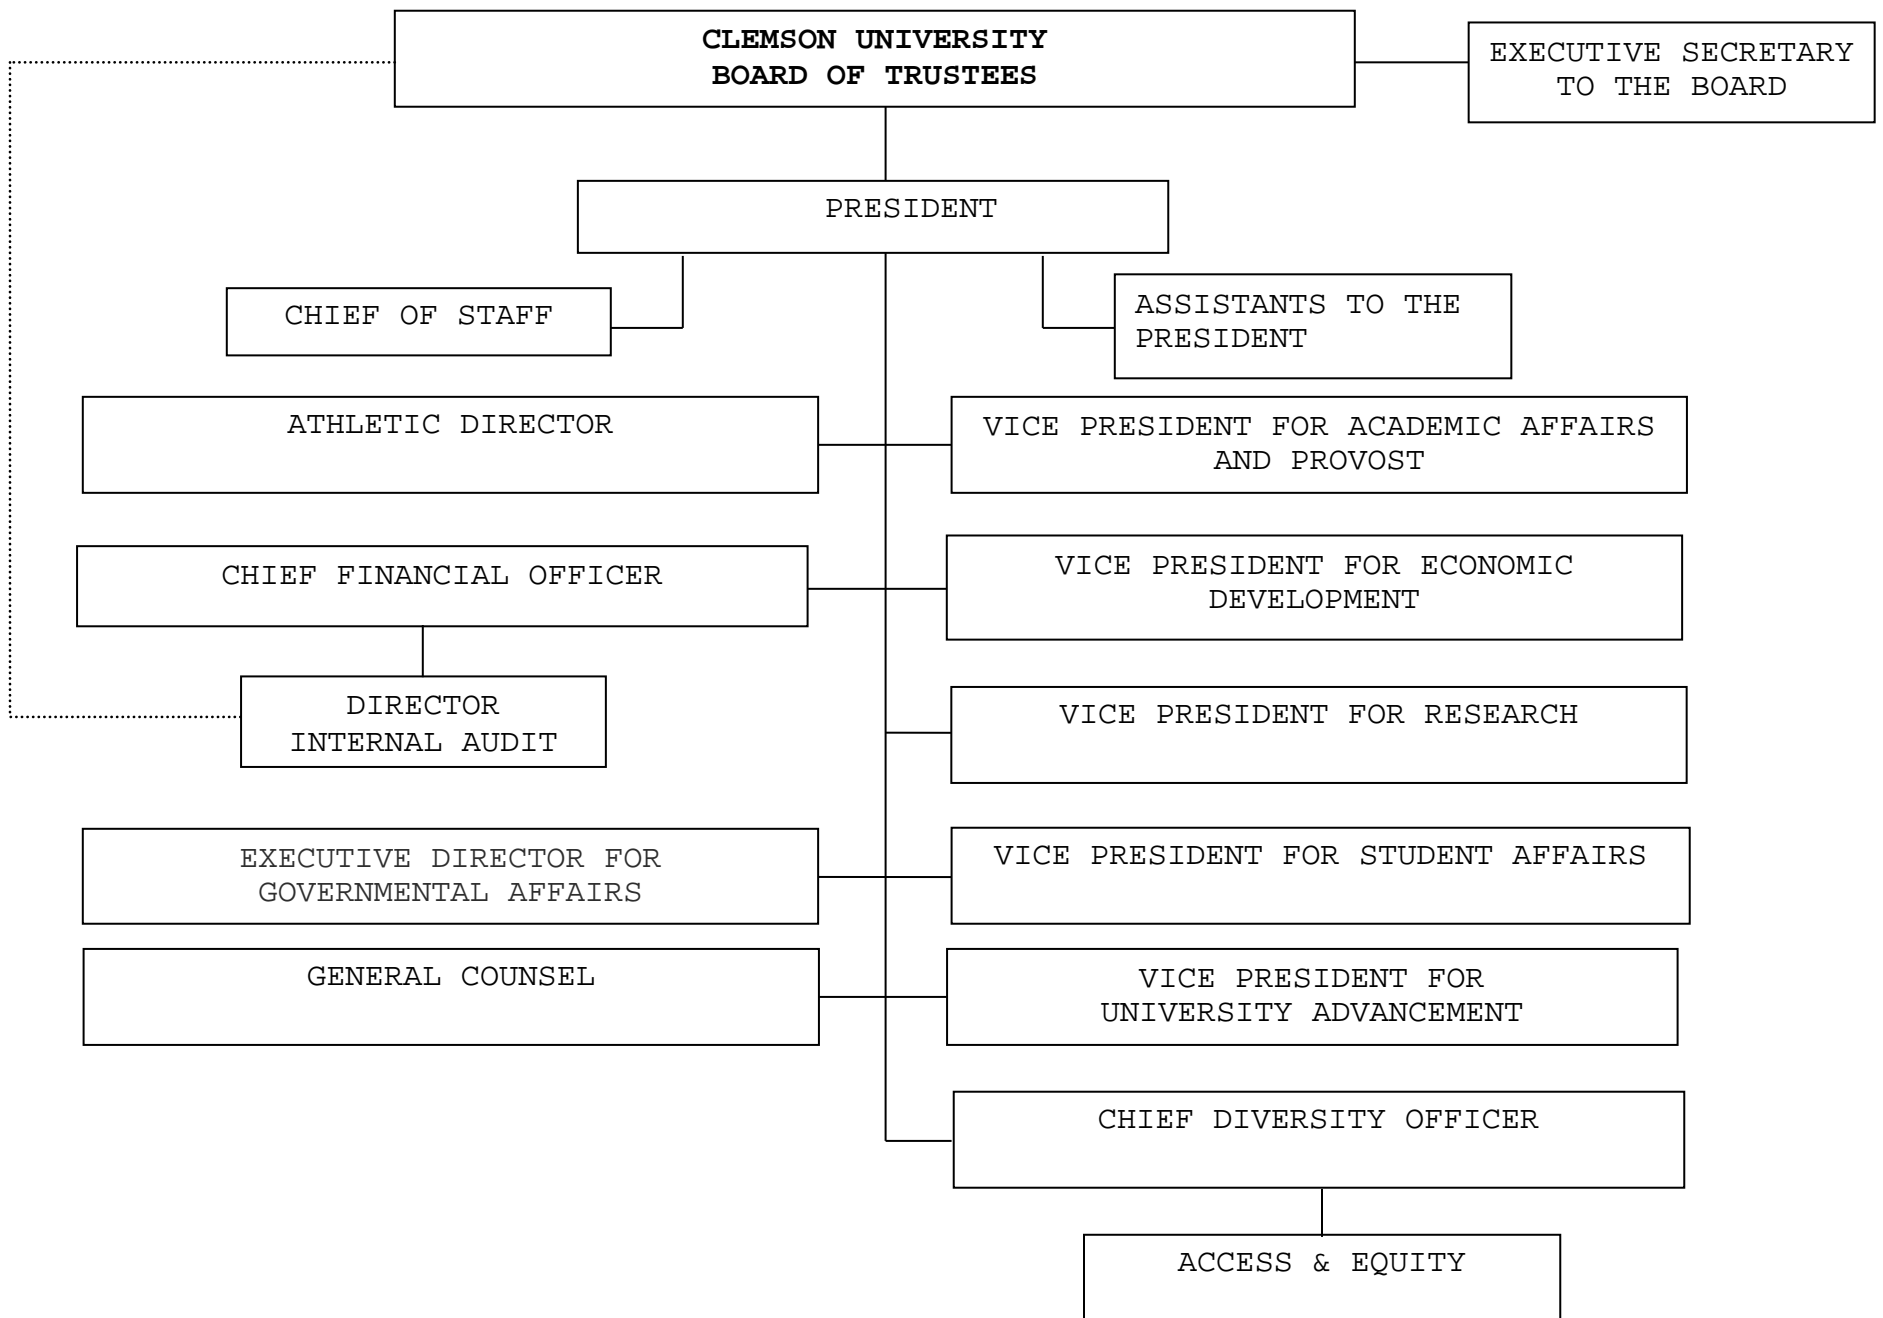 CLEMSON UNIVERSITY
BOARD OF TRUSTEES
EXECUTIVE SECRETARY
TO THE BOARD
PRESIDENT
CHIEF OF STAFF
ASSISTANTS TO THE
PRESIDENT
ATHLETIC DIRECTOR
VICE PRESIDENT FOR ACADEMIC AFFAIRS
AND PROVOST
CHIEF FINANCIAL OFFICER
VICE PRESIDENT FOR ECONOMIC
DEVELOPMENT
DIRECTOR
INTERNAL AUDIT
VICE PRESIDENT FOR RESEARCH
EXECUTIVE DIRECTOR FOR
GOVERNMENTAL AFFAIRS
VICE PRESIDENT FOR STUDENT AFFAIRS
GENERAL COUNSEL
VICE PRESIDENT FOR
UNIVERSITY ADVANCEMENT
CHIEF DIVERSITY OFFICER
ACCESS & EQUITY